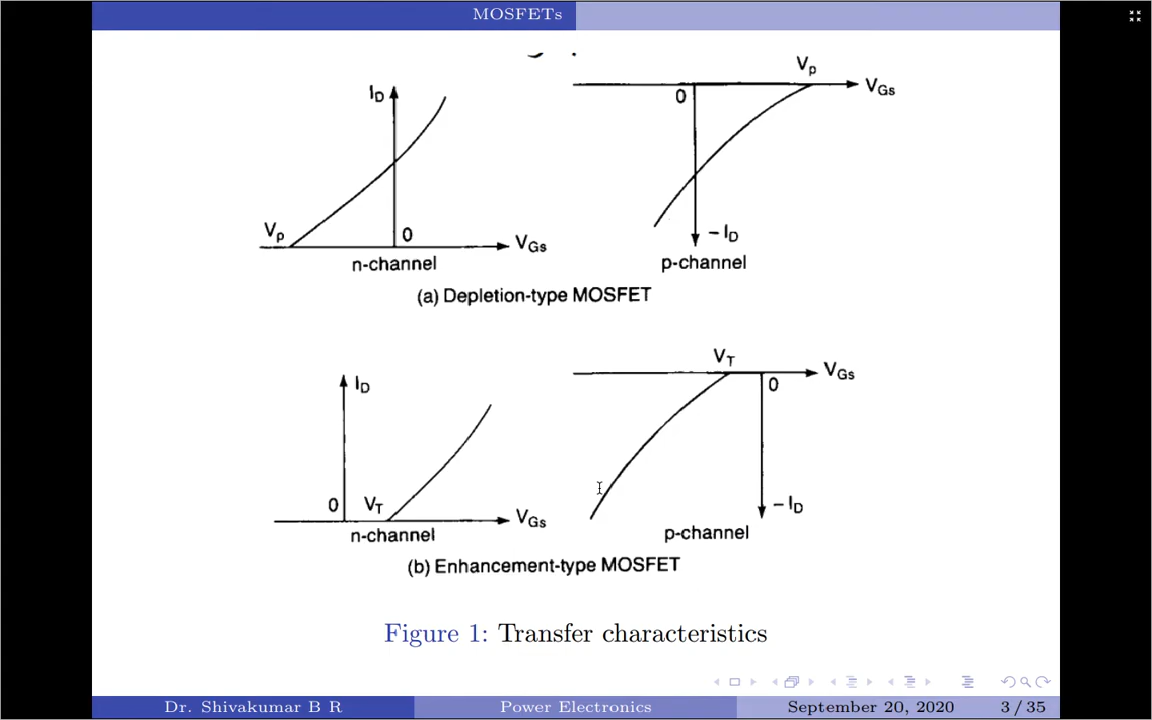 MOSFETs
I_D
V_p
0
V_Gs
n-channel
V_p
V_Gs
0
-I_D
p-channel
(a) Depletion-type MOSFET
I_D
0
V_T
V_Gs
n-channel
V_T
V_Gs
0
-I_D
p-channel
(b) Enhancement-type MOSFET
Figure 1: Transfer characteristics
Dr. Shivakumar B R Power Electronics September 20, 2020 3 / 35